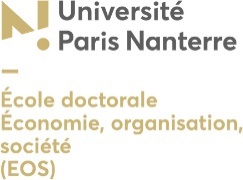 Université
Paris Nanterre
École doctorale
Économie, organisation,
société
(EOS)